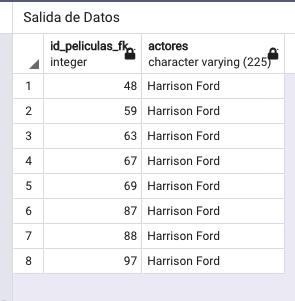 Salida de Datos
id_peliculas_fk actores
integer character varying (225)
1 48 Harrison Ford
2 59 Harrison Ford
3 63 Harrison Ford
4 67 Harrison Ford
5 69 Harrison Ford
6 87 Harrison Ford
7 88 Harrison Ford
8 97 Harrison Ford